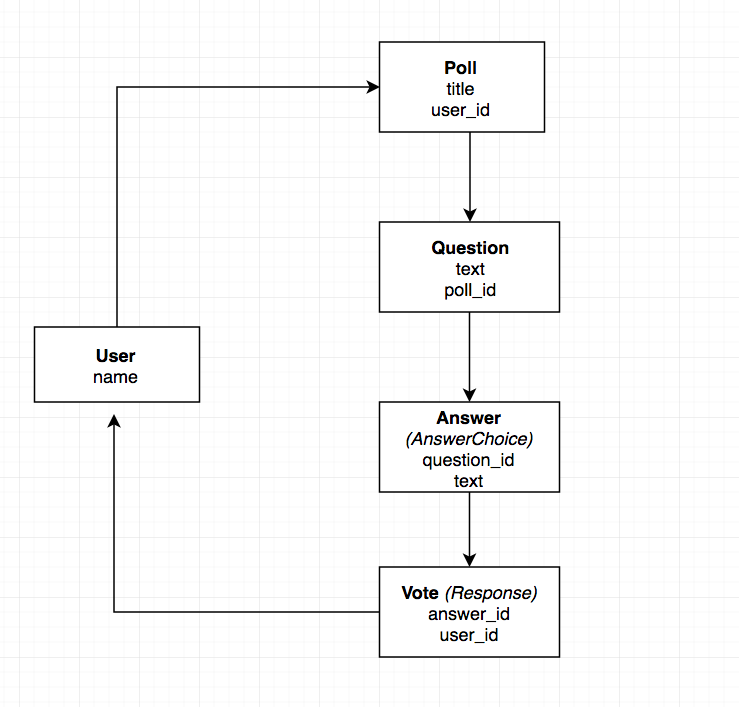 Poll
title
user_id
Question
text
poll_id
User
name
Answer
(AnswerChoice)
question_id
text
Vote (Response)
answer_id
user_id